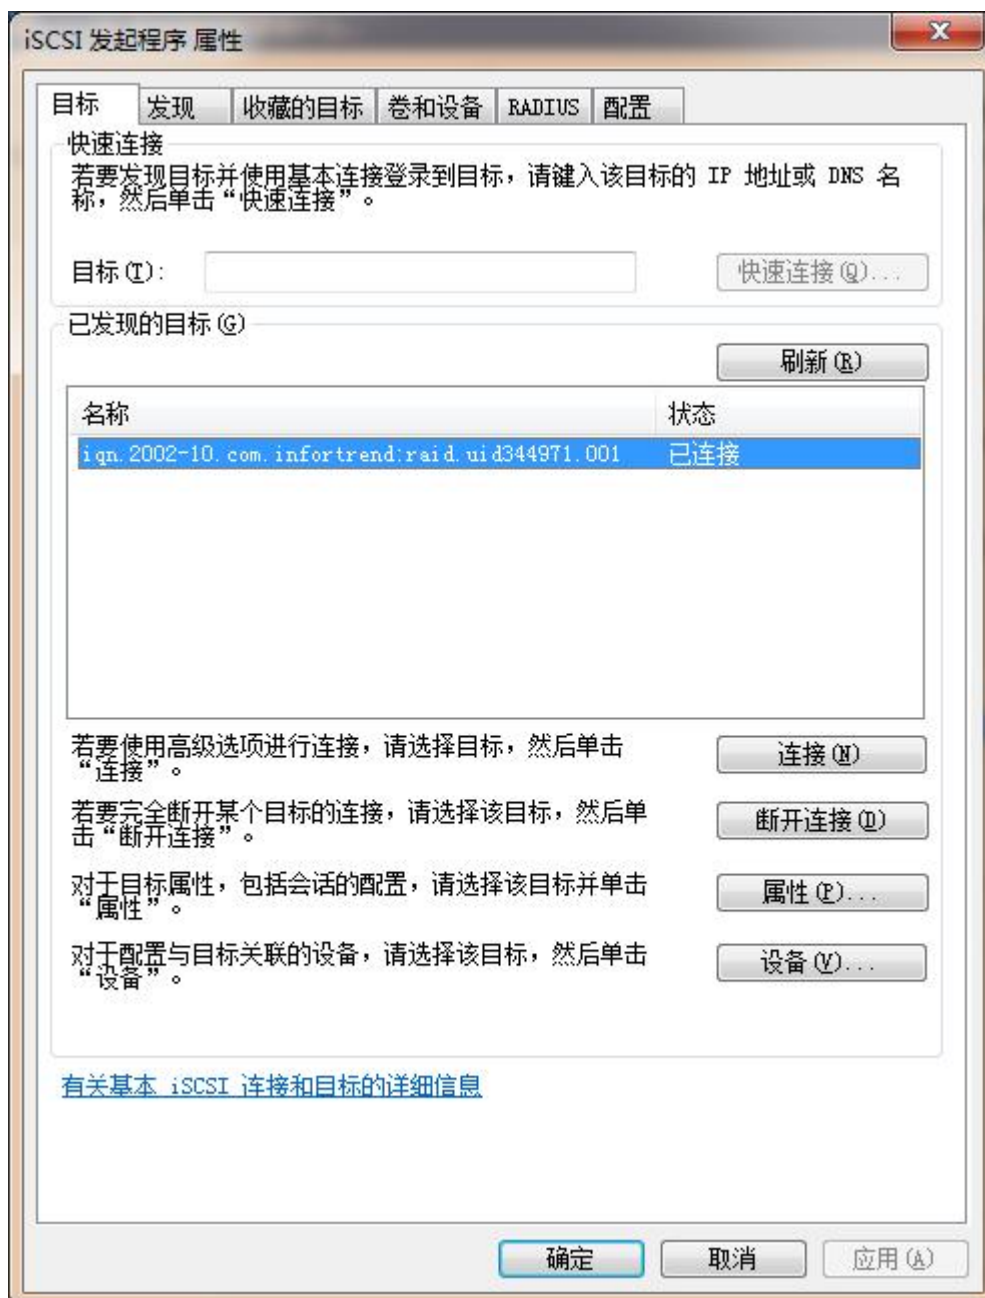 iSCSI 发起程序 属性
目标 发现 收藏的目标 卷和设备 RADIUS 配置
快速连接
若要发现目标并使用基本连接登录到目标，请键入该目标的 IP 地址或 DNS 名
称，然后单击“快速连接”。
目标(T): 快速连接(Q)...
已发现的目标(G)
刷新(R)
名称 状态
iqn.2002-10.com.infortrend:raid.uid344971.001 已连接
若要使用高级选项进行连接，请选择目标，然后单击
“连接”。
连接(N)
若要完全断开某个目标的连接，请选择该目标，然后单
击“断开连接”。
断开连接(D)
对于目标属性，包括会话的配置，请选择该目标并单击
“属性”。
属性(P)...
对于配置与目标关联的设备，请选择该目标，然后单击
“设备”。
设备(V)...
有关基本 iSCSI 连接和目标的详细信息
确定 取消 应用(A)